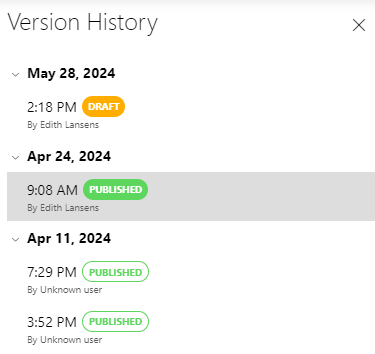 Version History
May 28, 2024
2:18 PM DRAFT
By Edith Lansens
Apr 24, 2024
9:08 AM PUBLISHED
By Edith Lansens
Apr 11, 2024
7:29 PM PUBLISHED
By Unknown user
3:52 PM PUBLISHED
By Unknown user